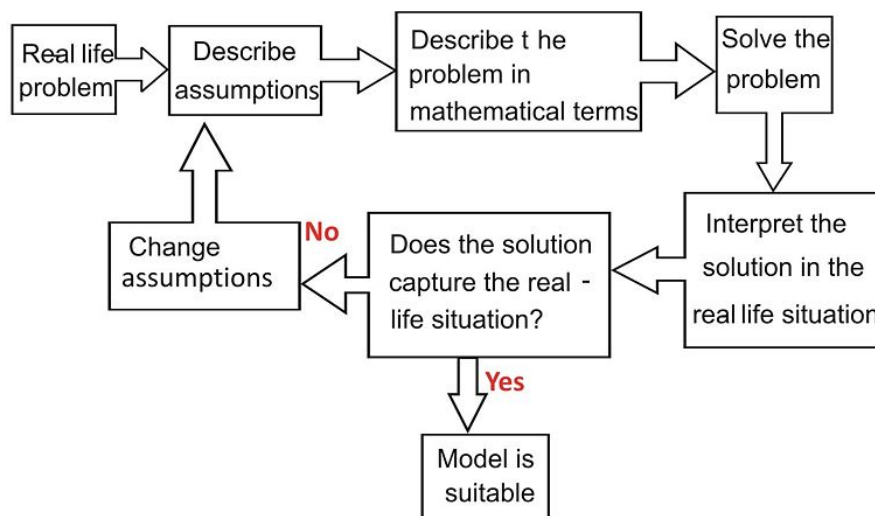 Real life
problem
Describe
assumptions
Describe t he
problem in
mathematical terms
Solve the
problem
Interpret the
solution in the
real life situation
Does the solution
capture the real -
life situation?
No
Change
assumptions
Yes
Model is
suitable